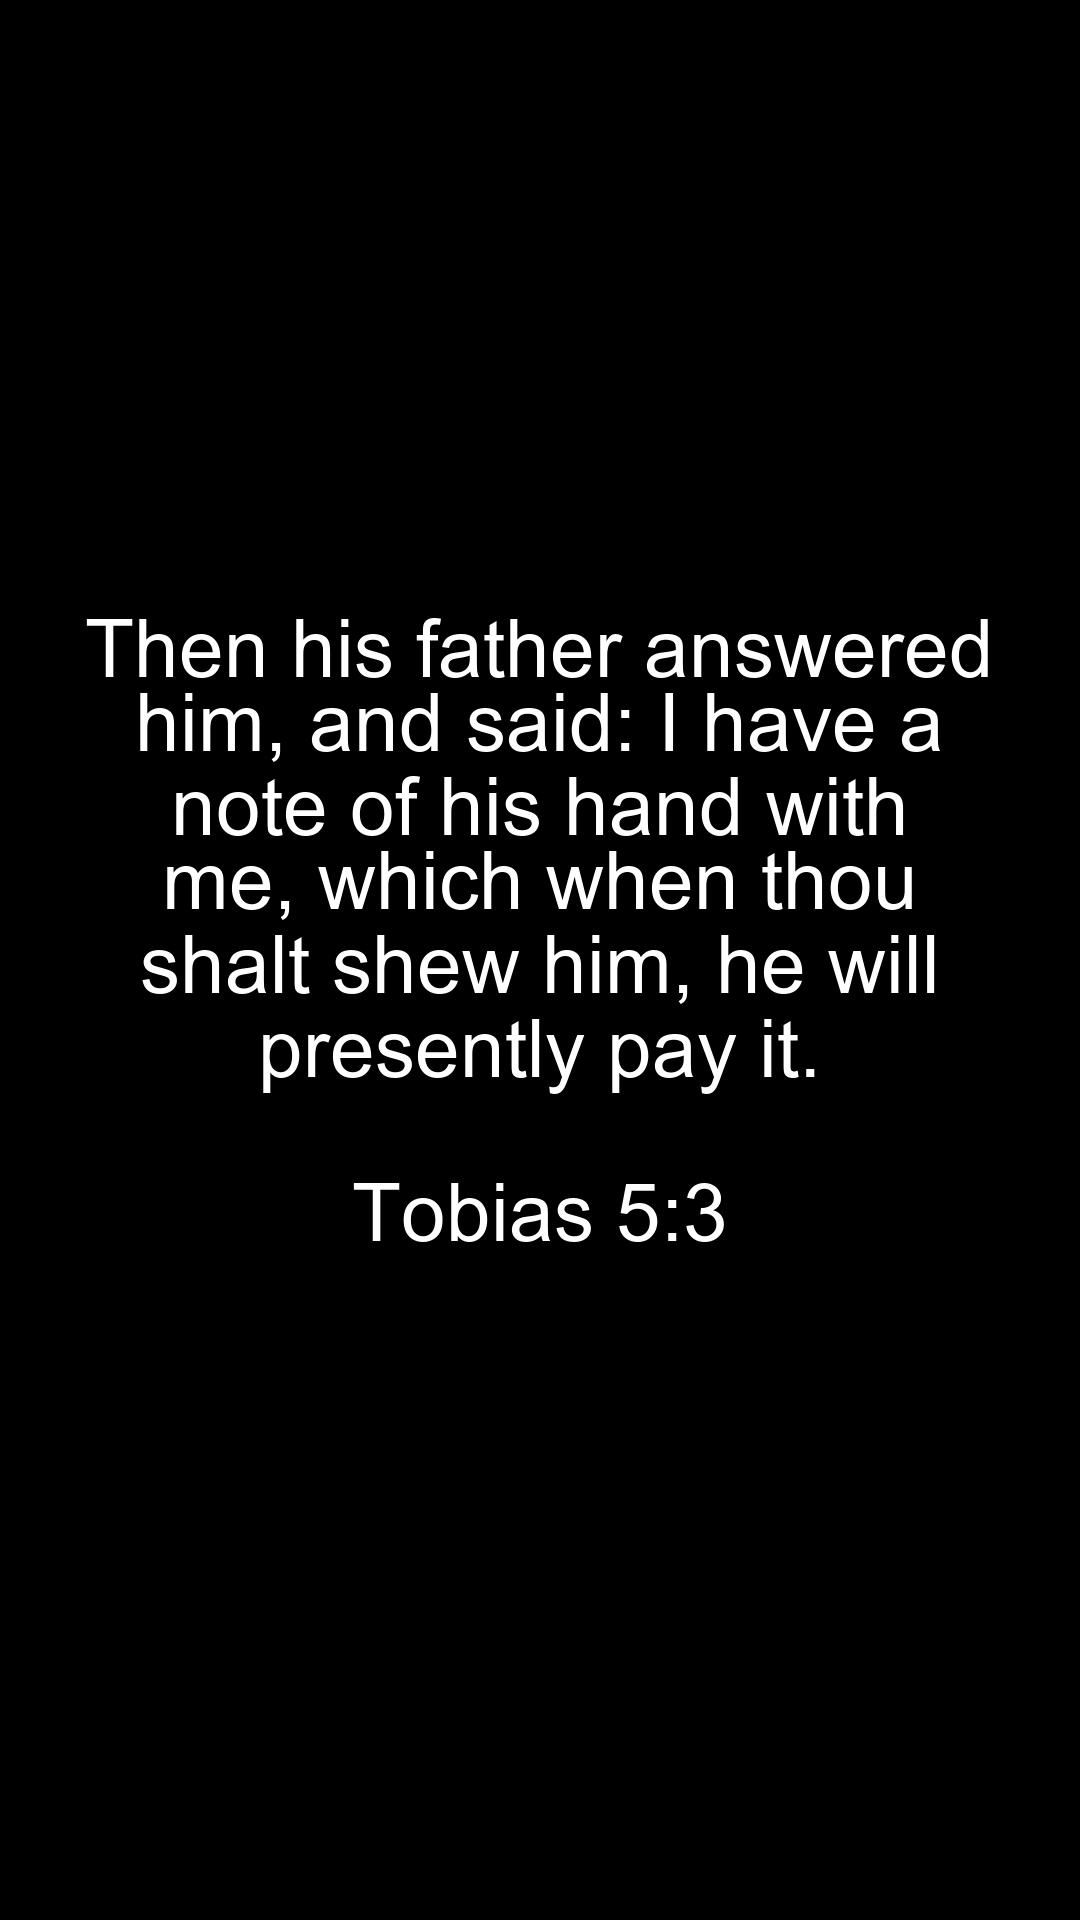 Then his father answered
him, and said: I have a
note of his hand with
me, which when thou
shalt shew him, he will
presently pay it.
Tobias 5:3